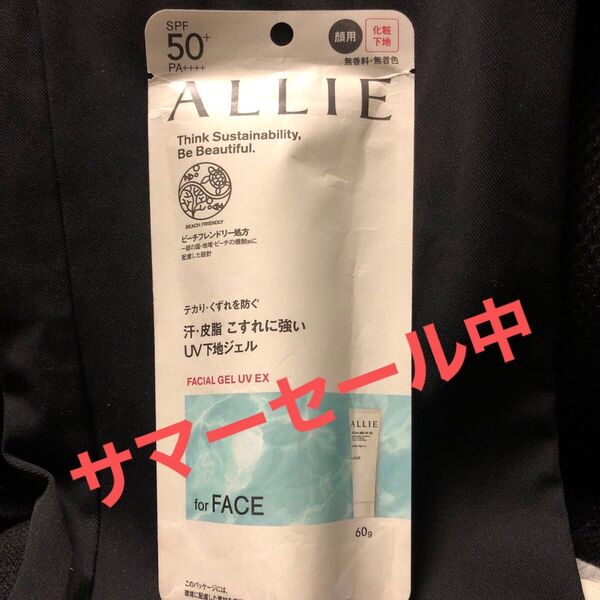 SPF
50+
PA++++
顔用
化粧
下地
無香料・無着色
ALLIE
Think Sustainability,
Be Beautiful.
BEACH FRIENDLY
ビーチフレンドリー処方
一部の国・地域・ビーチの規制に
配慮した設計
テカり・くずれを防ぐ
汗・皮脂 こすれに強い
UV下地ジェル
FACIAL GEL UV EX
サマーセール中
ALLIE
FACIAL GEL UV EX
FACE
for FACE
60g
このパッケージには、